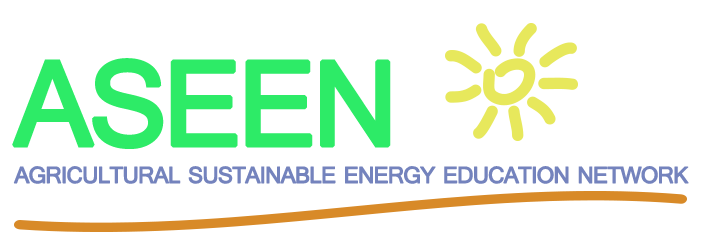 ASEEN
AGRICULTURAL SUSTAINABLE ENERGY EDUCATION NETWORK